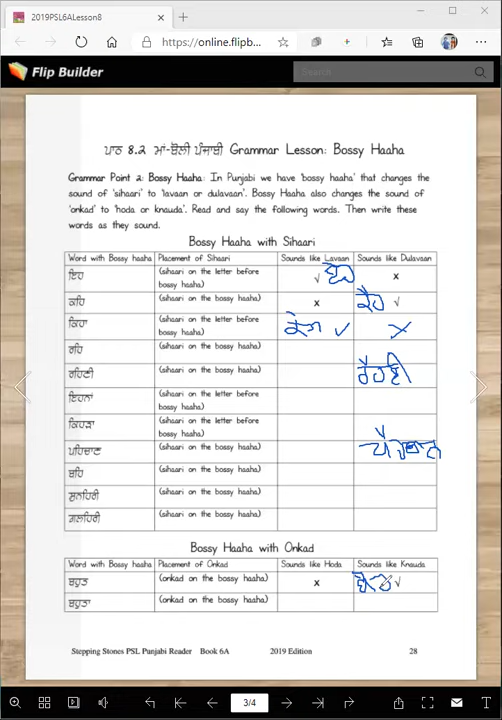 2019PSL6ALesson8
https://online.flipb...
Flip Builder
Search
ਪਾਠ 8.2 ਮਾਂ-ਬੋਲੀ ਪੰਜਾਬੀ Grammar Lesson: Bossy Haaha
Grammar Point 2: Bossy Haaha: In Punjabi we have 'bossy haaha' that changes the
sound of 'sihaari' to 'lavaan or dulavaan'. Bossy Haaha also changes the sound of
'onkad' to 'hoda or knauda'. Read and say the following words. Then write these
words as they sound.
Bossy Haaha with Sihaari
Word with Bossy haaha Placement of Sihaari Sounds like Lavaan Sounds like Dulavaan
ਇਹ (sihaari on the letter before bossy haaha) √ ਏਹ x
ਕਹਿ (sihaari on the bossy haaha) x ਕੈਹ √
ਕਿਹਾ (sihaari on the letter before bossy haaha) ✓ ✗
ਰਹਿ (sihaari on the bossy haaha)
ਰਹਿਣੀ (sihaari on the bossy haaha) ਰੈਹਣੀ
ਇਹਨਾਂ (sihaari on the letter before bossy haaha)
ਕਿਹੜਾ (sihaari on the letter before bossy haaha)
ਪਹਿਚਾਣ (sihaari on the bossy haaha) ਪੈਹਚਾਣ
ਬਹਿ (sihaari on the bossy haaha)
ਸੁਨਹਿਰੀ (sihaari on the bossy haaha)
ਗਲਹਿਰੀ (sihaari on the bossy haaha)
Bossy Haaha with Onkad
Word with Bossy haaha Placement of Onkad Sounds like Hoda Sounds like Knauda
ਬਹੁਤ (onkad on the bossy haaha) x √
ਬਹੁਤਾ (onkad on the bossy haaha)
Stepping Stones PSL Punjabi Reader Book 6A 2019 Edition 28
3/4